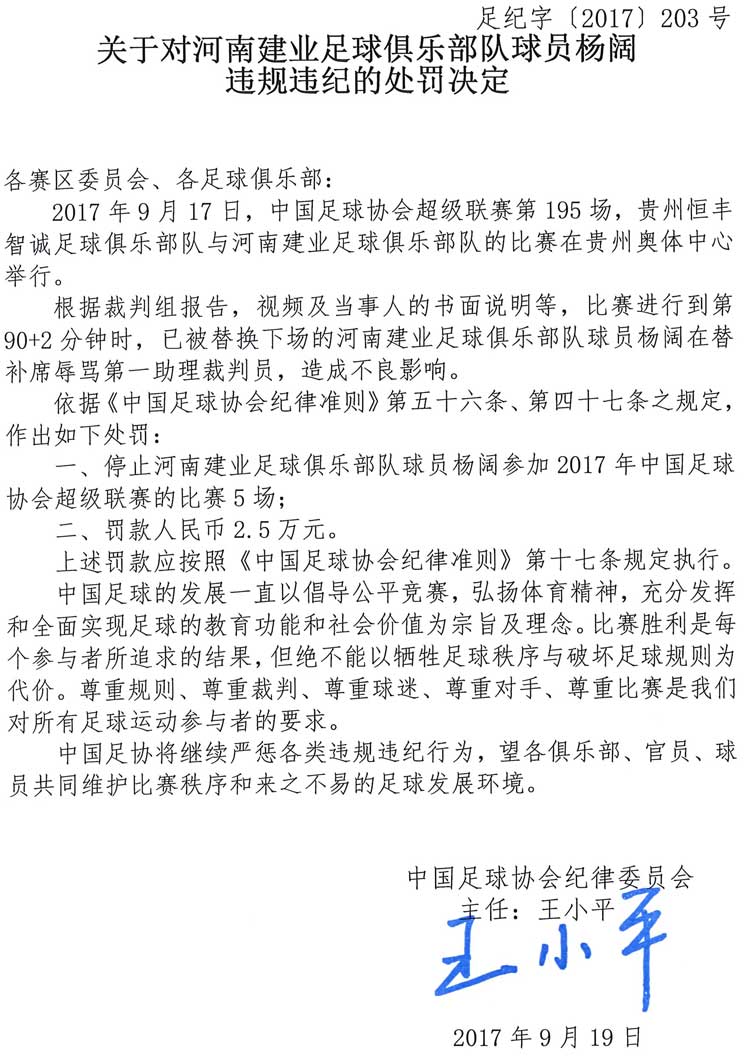 足纪字〔2017〕203号
关于对河南建业足球俱乐部队球员杨阔
违规违纪的处罚决定
各赛区委员会、各足球俱乐部：
2017年9月17日，中国足球协会超级联赛第195场，贵州恒丰
智诚足球俱乐部队与河南建业足球俱乐部队的比赛在贵州奥体中心
举行。
根据裁判组报告，视频及当事人的书面说明等，比赛进行到第
90+2分钟时，已被替换下场的河南建业足球俱乐部队球员杨阔在替
补席辱骂第一助理裁判员，造成不良影响。
依据《中国足球协会纪律准则》第五十六条、第四十七条之规定，
作出如下处罚：
一、停止河南建业足球俱乐部队球员杨阔参加2017年中国足球
协会超级联赛的比赛5场；
二、罚款人民币2.5万元。
上述罚款应按照《中国足球协会纪律准则》第十七条规定执行。
中国足球的发展一直以倡导公平竞赛，弘扬体育精神，充分发挥
和全面实现足球的教育功能和社会价值为宗旨及理念。比赛胜利是每
个参与者所追求的结果，但绝不能以牺牲足球秩序与破坏足球规则为
代价。尊重规则、尊重裁判、尊重球迷、尊重对手、尊重比赛是我们
对所有足球运动参与者的要求。
中国足协将继续严惩各类违规违纪行为，望各俱乐部、官员、球
员共同维护比赛秩序和来之不易的足球发展环境。
中国足球协会纪律委员会
主任：王小平
王小平
2017年9月19日